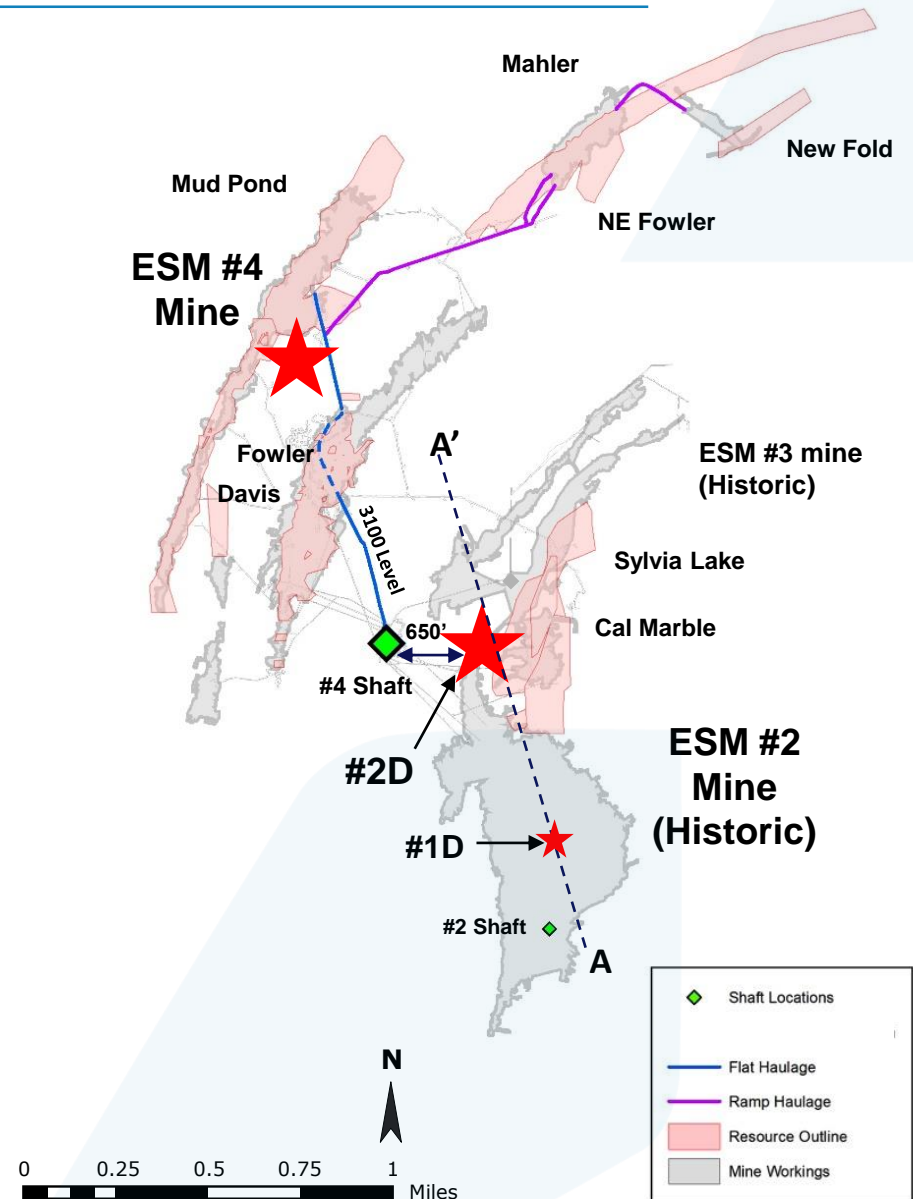 Mahler
New Fold
Mud Pond
NE Fowler
ESM #4
Mine
A’
Fowler
ESM #3 mine
(Historic)
Davis
3100 Level
Sylvia Lake
650’
Cal Marble
#4 Shaft
#2D
ESM #2
Mine
(Historic)
#1D
#2 Shaft
A
Shaft Locations
N
Flat Haulage
Ramp Haulage
Resource Outline
Mine Workings
0 0.25 0.5 0.75 1
Miles